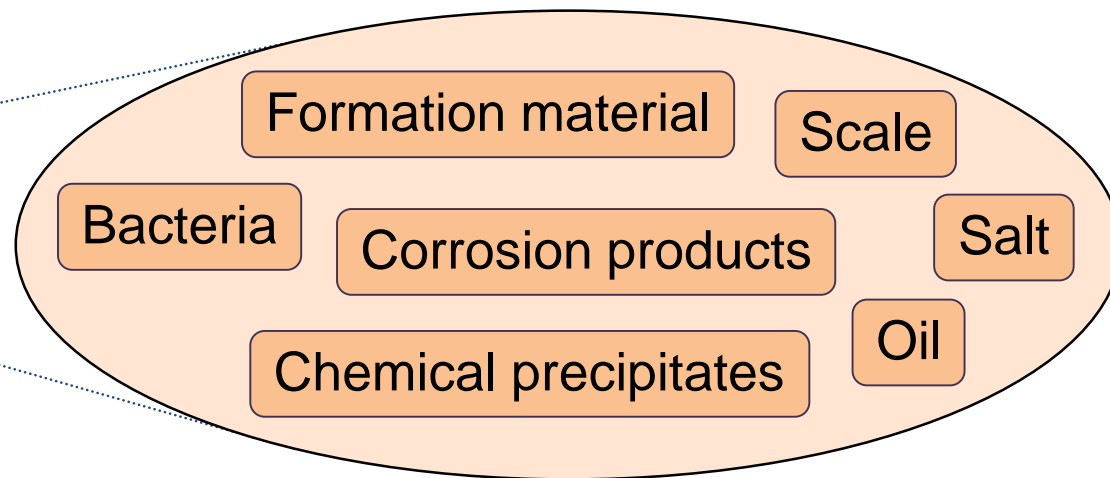 Formation material
Scale
Bacteria
Corrosion products
Salt
Oil
Chemical precipitates